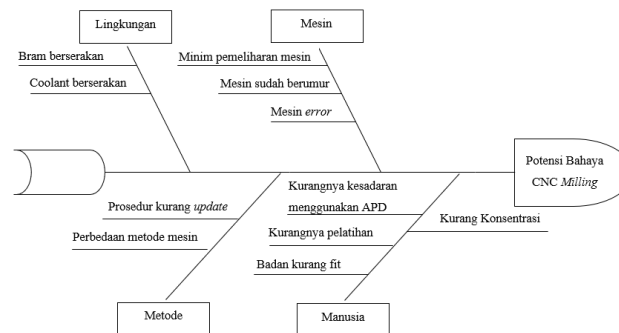 Lingkungan
Mesin
Bram berserakan
Coolant berserakan
Minim pemeliharan mesin
Mesin sudah berumur
Mesin error
Potensi Bahaya
CNC Milling
Prosedur kurang update
Perbedaan metode mesin
Kurangnya kesadaran
menggunakan APD
Kurangnya pelatihan
Badan kurang fit
Kurang Konsentrasi
Metode
Manusia